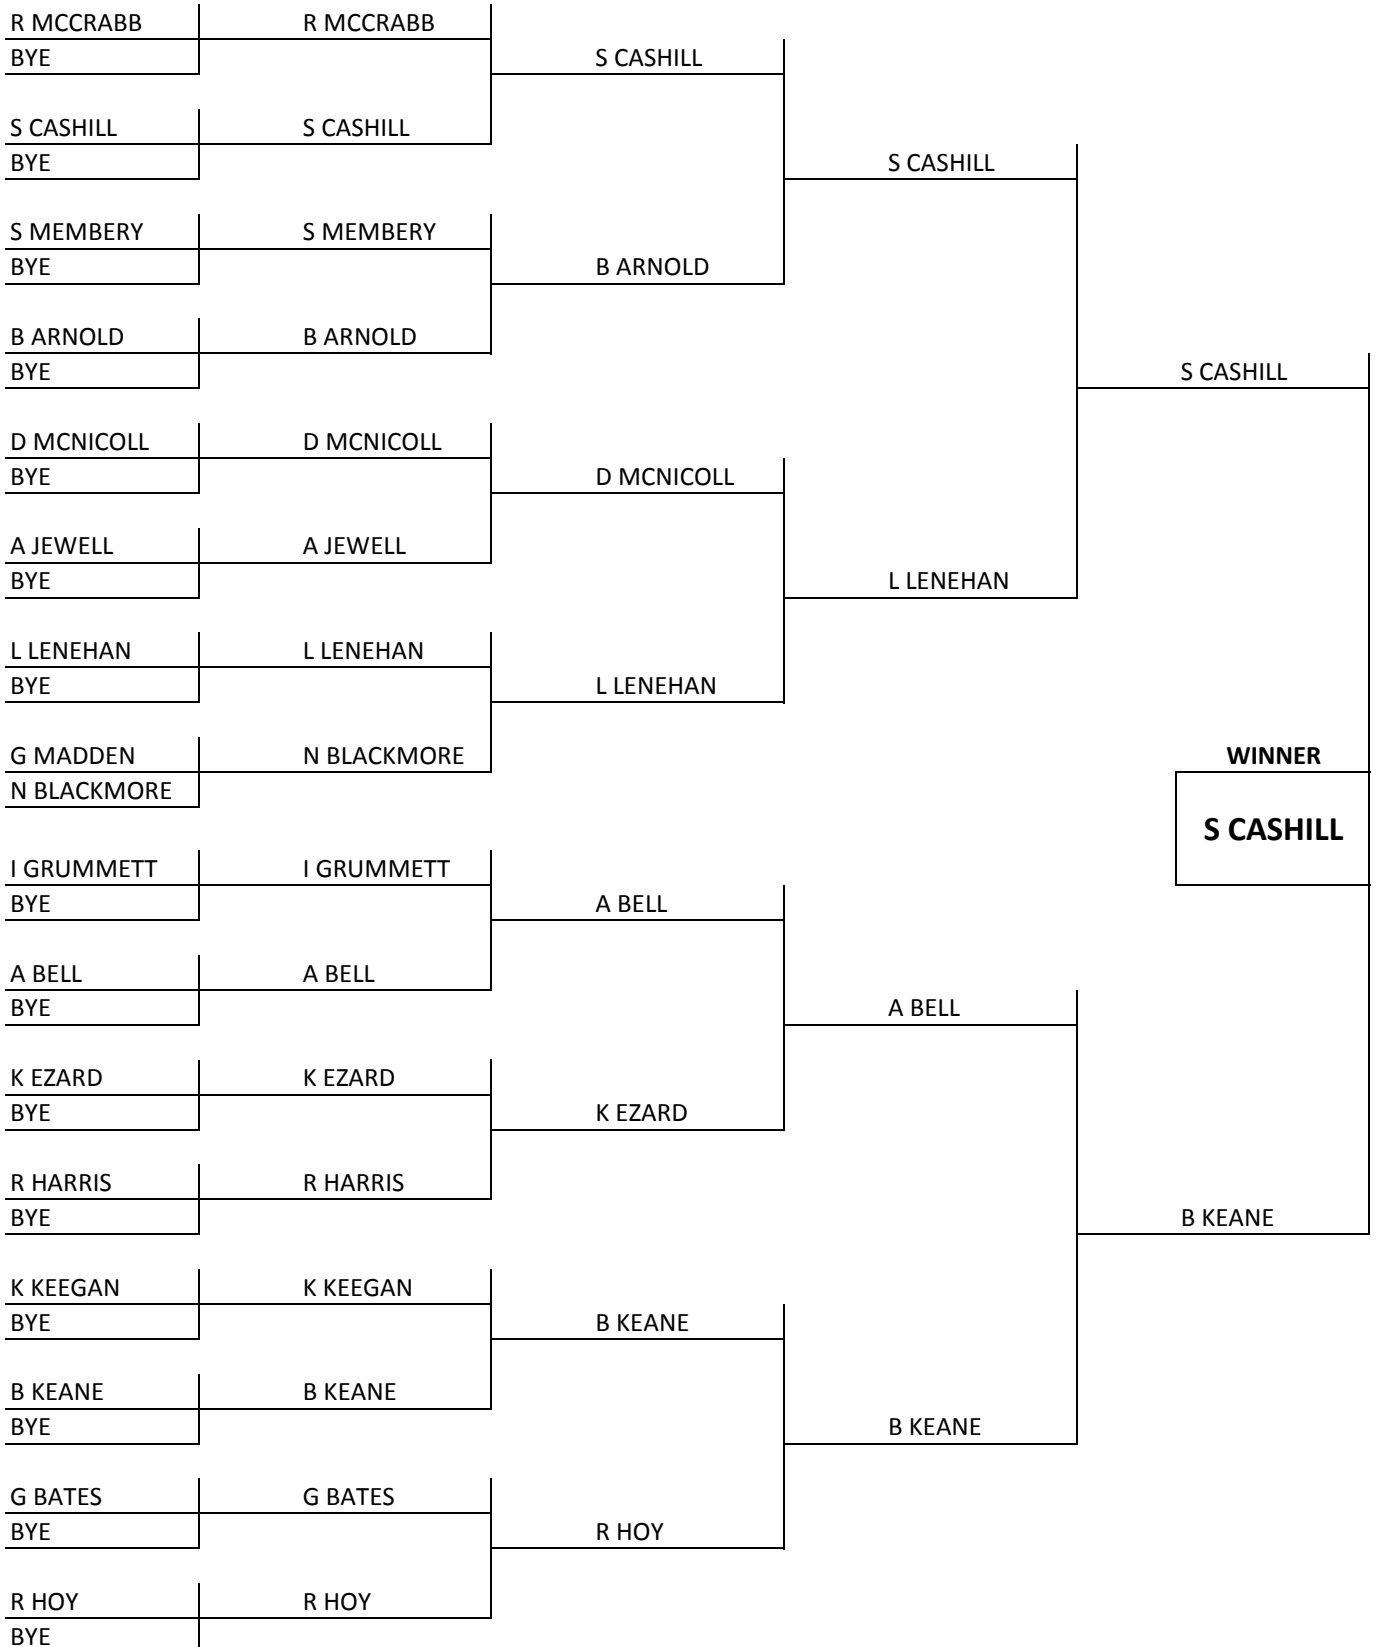 R MCCRABB R MCCRABB
BYE S CASHILL
S CASHILL S CASHILL
BYE S CASHILL
S MEMBERY S MEMBERY
BYE B ARNOLD
B ARNOLD B ARNOLD
BYE S CASHILL
D MCNICOLL D MCNICOLL
BYE D MCNICOLL
A JEWELL A JEWELL
BYE L LENEHAN
L LENEHAN L LENEHAN
BYE L LENEHAN
G MADDEN N BLACKMORE WINNER
N BLACKMORE
S CASHILL
I GRUMMETT I GRUMMETT
BYE A BELL
A BELL A BELL
BYE A BELL
K EZARD K EZARD
BYE K EZARD
R HARRIS R HARRIS
BYE B KEANE
K KEEGAN K KEEGAN
BYE B KEANE
B KEANE B KEANE
BYE B KEANE
G BATES G BATES
BYE R HOY
R HOY R HOY
BYE